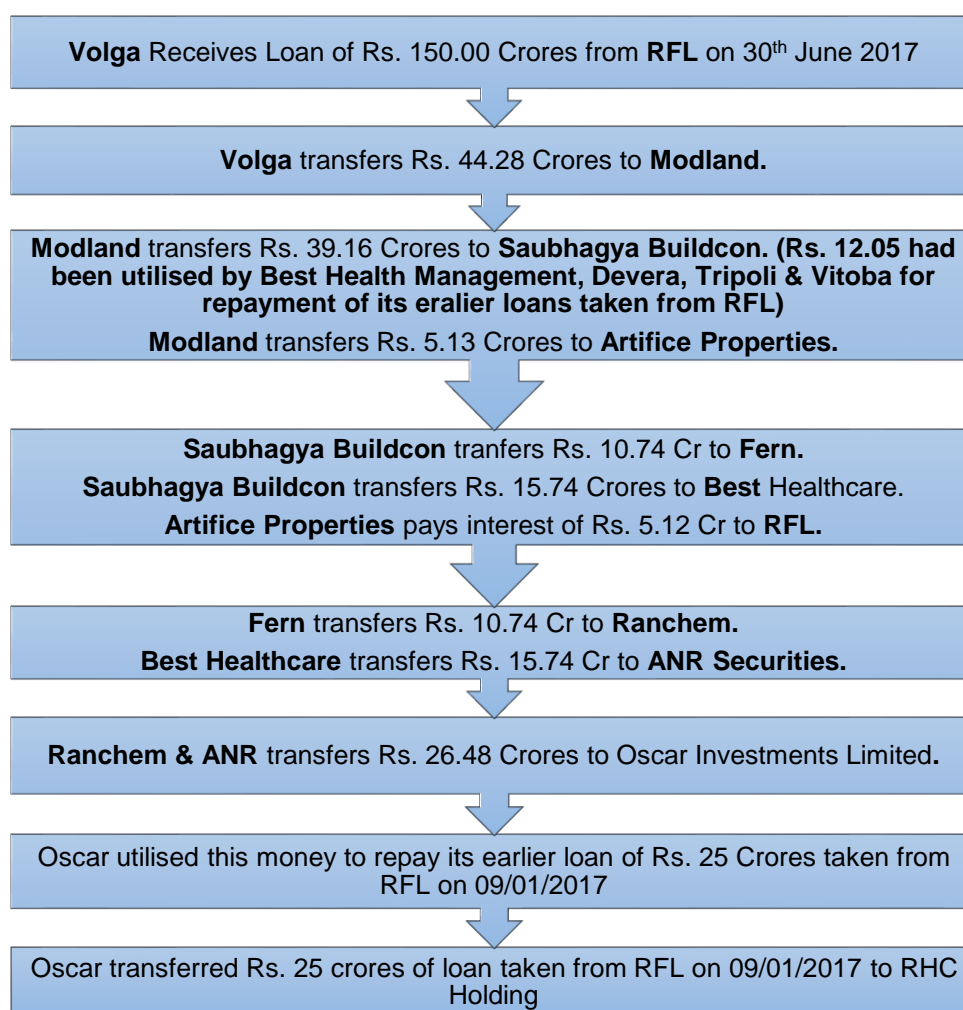 Volga Receives Loan of Rs. 150.00 Crores from RFL on 30th June 2017
Volga transfers Rs. 44.28 Crores to Modland.
Modland transfers Rs. 39.16 Crores to Saubhagya Buildcon. (Rs. 12.05 had
been utilised by Best Health Management, Devera, Tripoli & Vitoba for
repayment of its eralier loans taken from RFL)
Modland transfers Rs. 5.13 Crores to Artifice Properties.
Saubhagya Buildcon tranfers Rs. 10.74 Cr to Fern.
Saubhagya Buildcon transfers Rs. 15.74 Crores to Best Healthcare.
Artifice Properties pays interest of Rs. 5.12 Cr to RFL.
Fern transfers Rs. 10.74 Cr to Ranchem.
Best Healthcare transfers Rs. 15.74 Cr to ANR Securities.
Ranchem & ANR transfers Rs. 26.48 Crores to Oscar Investments Limited.
Oscar utilised this money to repay its earlier loan of Rs. 25 Crores taken from
RFL on 09/01/2017
Oscar transferred Rs. 25 crores of loan taken from RFL on 09/01/2017 to RHC
Holding